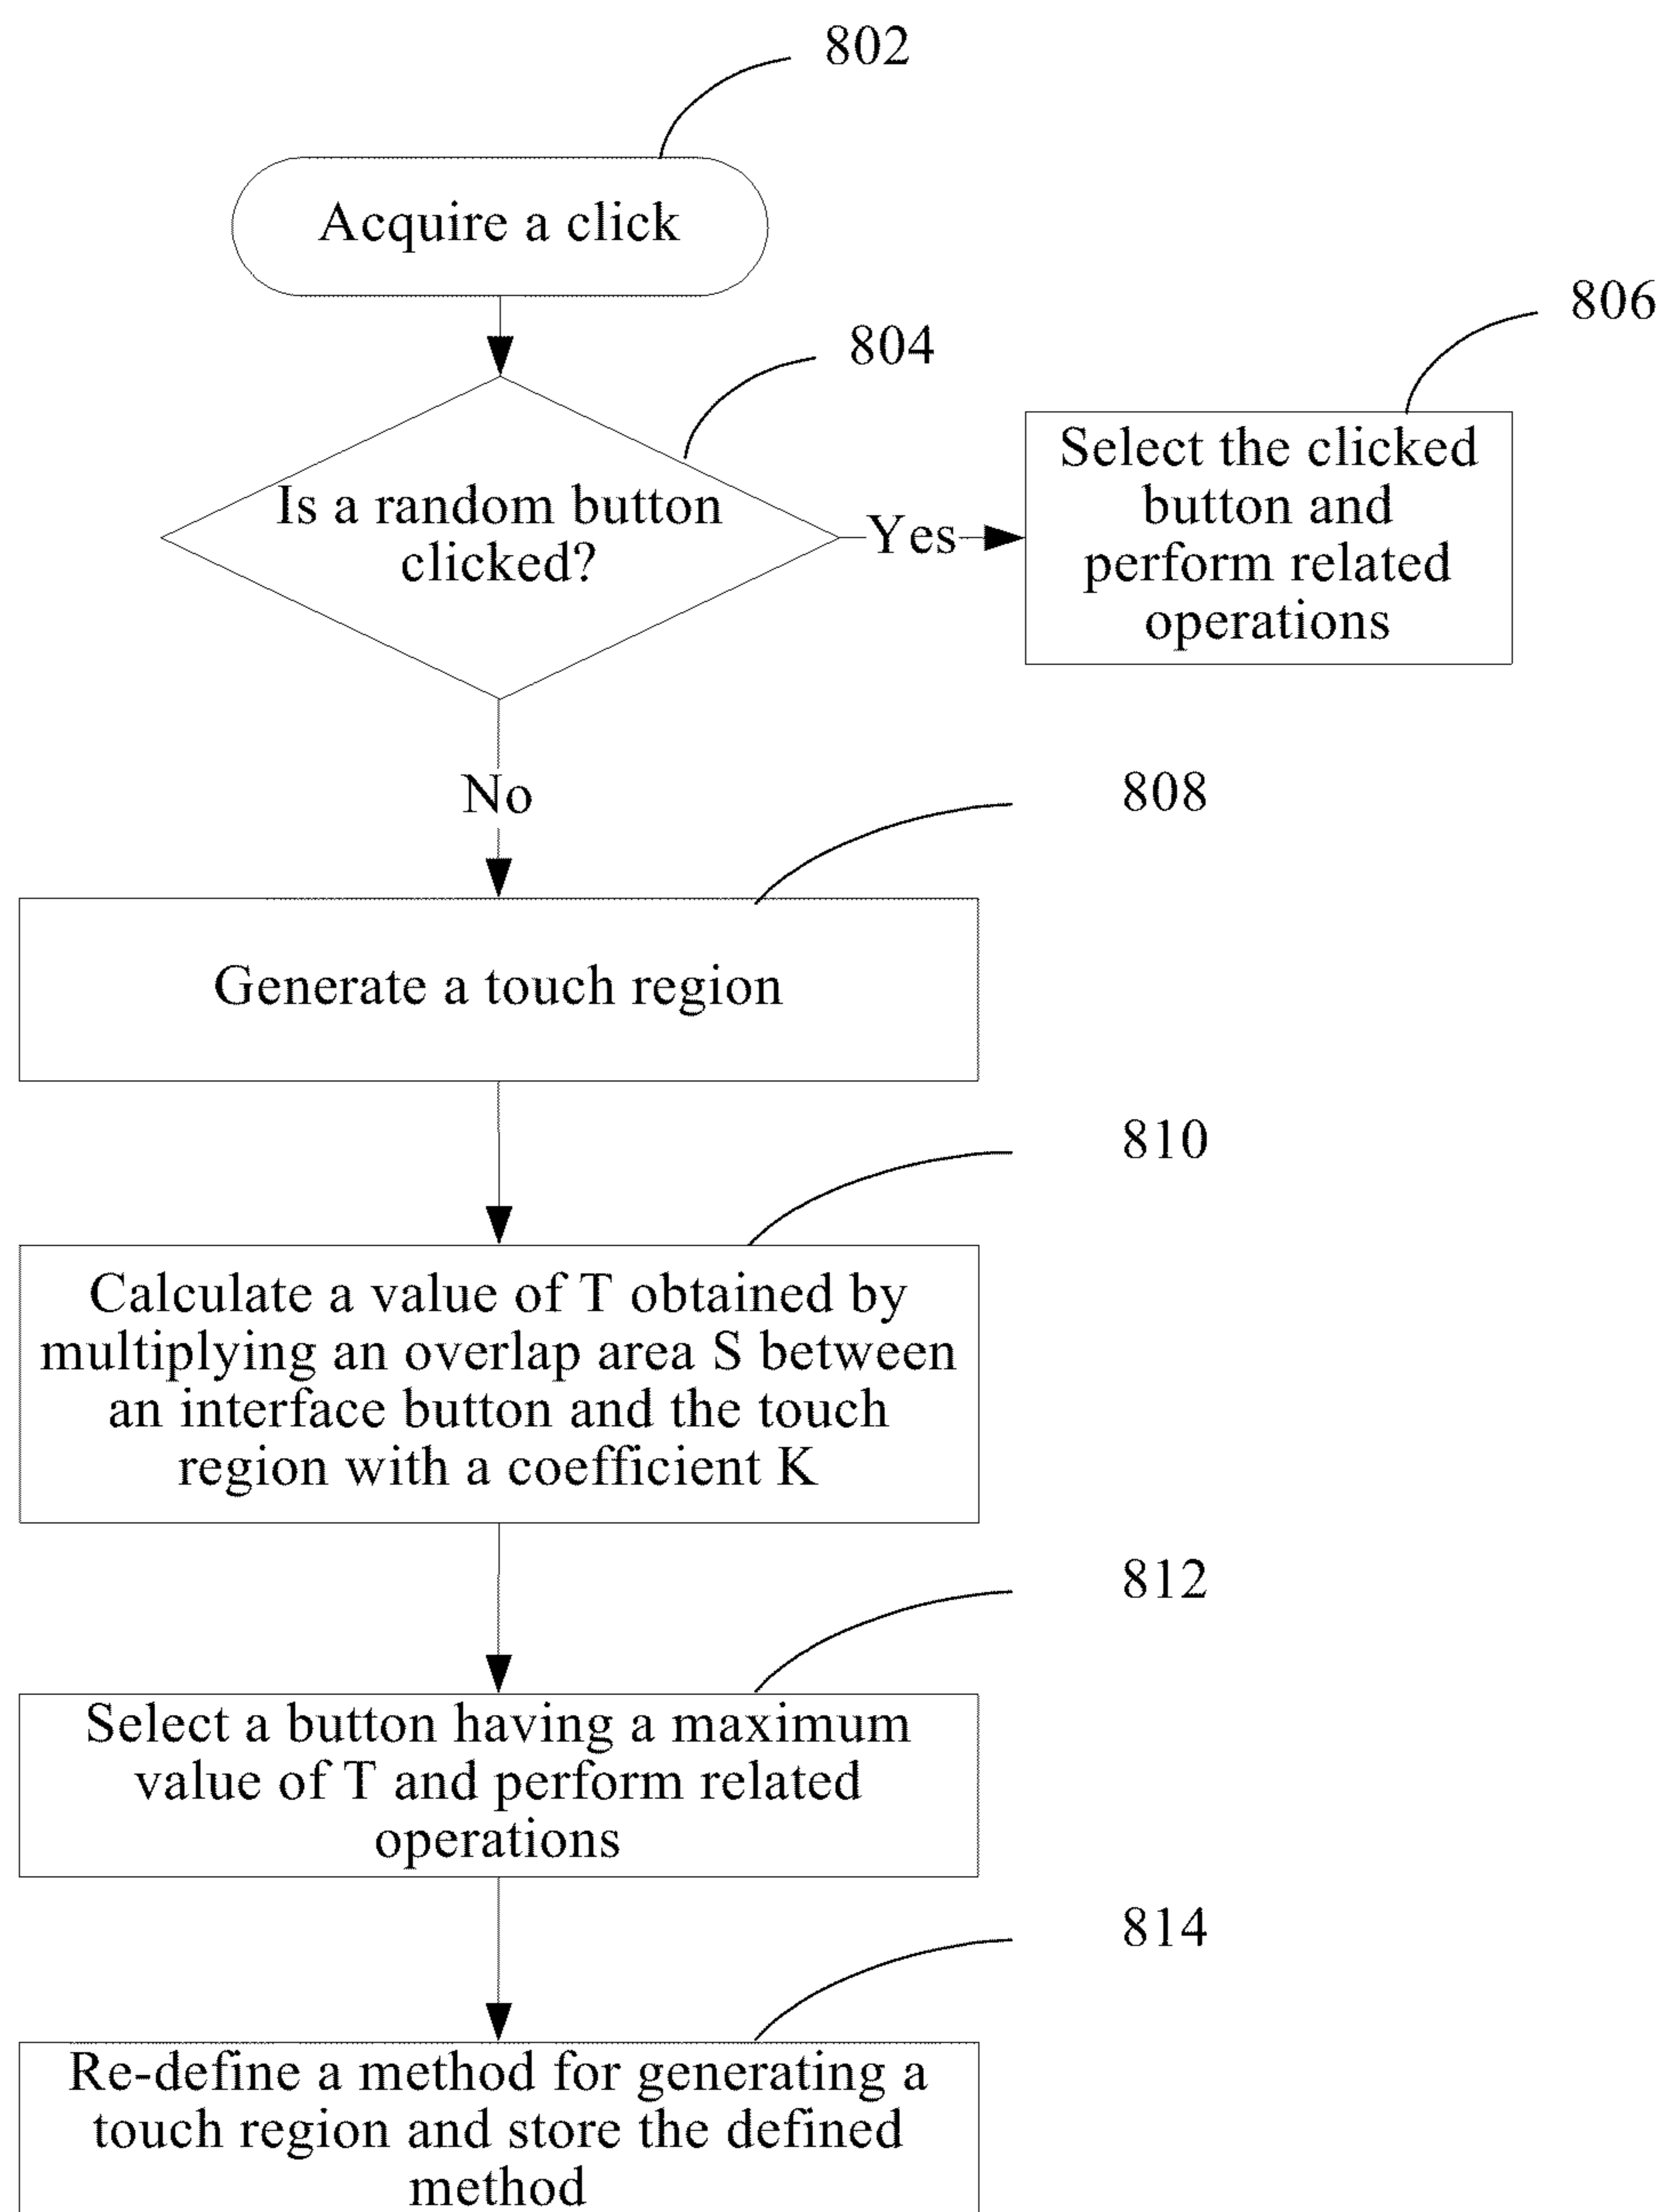 802
Acquire a click
804
806
Is a random button
clicked?
Yes
Select the clicked
button and
perform related
operations
No
808
Generate a touch region
810
Calculate a value of T obtained by
multiplying an overlap area S between
an interface button and the touch
region with a coefficient K
812
Select a button having a maximum
value of T and perform related
operations
814
Re-define a method for generating a
touch region and store the defined
method